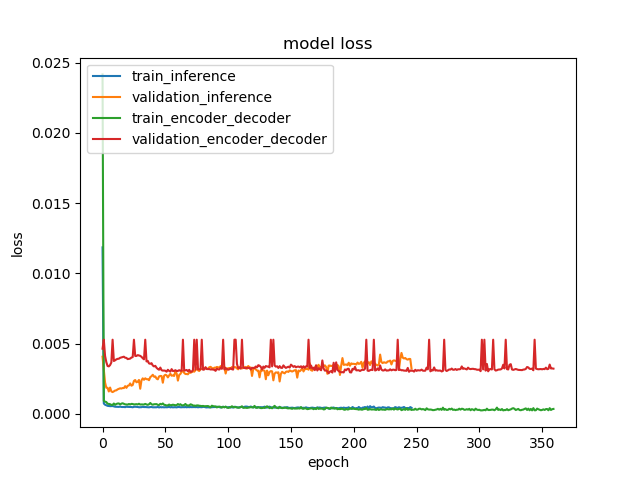 model loss
train_inference
validation_inference
train_encoder_decoder
validation_encoder_decoder
0.025
0.020
0.015
0.010
0.005
0.000
loss
0 50 100 150 200 250 300 350
epoch